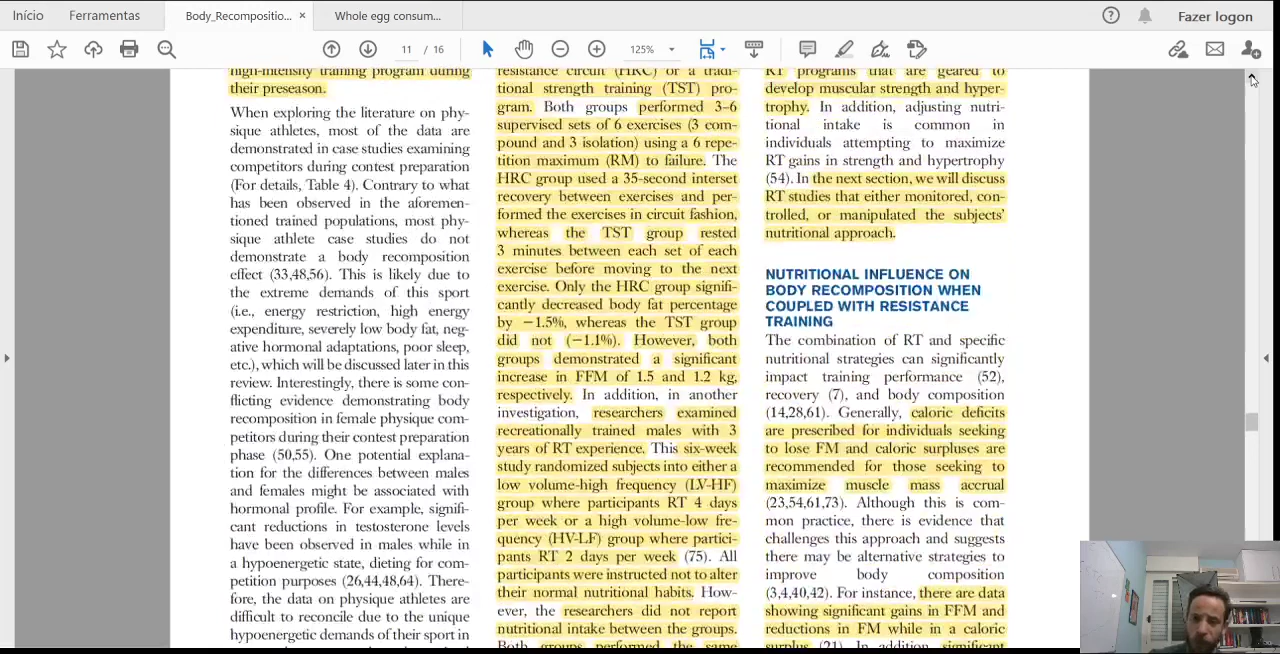 Início
Ferramentas
Body_Recompositio...
Whole egg consum...
Fazer logon
11 / 16
125%
high-intensity training program during
their preseason.
When exploring the literature on phy-
sique athletes, most of the data are
demonstrated in case studies examining
competitors during contest preparation
(For details, Table 4). Contrary to what
has been observed in the aforemen-
tioned trained populations, most phy-
sique athlete case studies do not
demonstrate a body recomposition
effect (33,48,56). This is likely due to
the extreme demands of this sport
(i.e., energy restriction, high energy
expenditure, severely low body fat, neg-
ative hormonal adaptations, poor sleep,
etc.), which will be discussed later in this
review. Interestingly, there is some con-
flicting evidence demonstrating body
recomposition in female physique com-
petitors during their contest preparation
phase (50,55). One potential explana-
tion for the differences between males
and females might be associated with
hormonal profile. For example, signifi-
cant reductions in testosterone levels
have been observed in males while in
a hypoenergetic state, dieting for com-
petition purposes (26,44,48,64). There-
fore, the data on physique athletes are
difficult to reconcile due to the unique
hypoenergetic demands of their sport in
resistance circuit (HRC) or a tradi-
tional strength training (TST) pro-
gram. Both groups performed 3–6
supervised sets of 6 exercises (3 com-
pound and 3 isolation) using a 6 repe-
tition maximum (RM) to failure. The
HRC group used a 35-second interset
recovery between exercises and per-
formed the exercises in circuit fashion,
whereas the TST group rested
3 minutes between each set of each
exercise before moving to the next
exercise. Only the HRC group signifi-
cantly decreased body fat percentage
by −1.5%, whereas the TST group
did not (−1.1%). However, both
groups demonstrated a significant
increase in FFM of 1.5 and 1.2 kg,
respectively. In addition, in another
investigation, researchers examined
recreationally trained males with 3
years of RT experience. This six-week
study randomized subjects into either a
low volume-high frequency (LV-HF)
group where participants RT 4 days
per week or a high volume-low fre-
quency (HV-LF) group where partici-
pants RT 2 days per week (75). All
participants were instructed not to alter
their normal nutritional habits. How-
ever, the researchers did not report
nutritional intake between the groups.
Both groups performed the same
RT programs that are geared to
develop muscular strength and hyper-
trophy. In addition, adjusting nutri-
tional intake is common in
individuals attempting to maximize
RT gains in strength and hypertrophy
(54). In the next section, we will discuss
RT studies that either monitored, con-
trolled, or manipulated the subjects'
nutritional approach.
NUTRITIONAL INFLUENCE ON
BODY RECOMPOSITION WHEN
COUPLED WITH RESISTANCE
TRAINING
The combination of RT and specific
nutritional strategies can significantly
impact training performance (52),
recovery (7), and body composition
(14,28,61). Generally, caloric deficits
are prescribed for individuals seeking
to lose FM and caloric surpluses are
recommended for those seeking to
maximize muscle mass accrual
(23,54,61,73). Although this is com-
mon practice, there is evidence that
challenges this approach and suggests
there may be alternative strategies to
improve body composition
(3,4,40,42). For instance, there are data
showing significant gains in FFM and
reductions in FM while in a caloric
surplus (21). In addition, significant